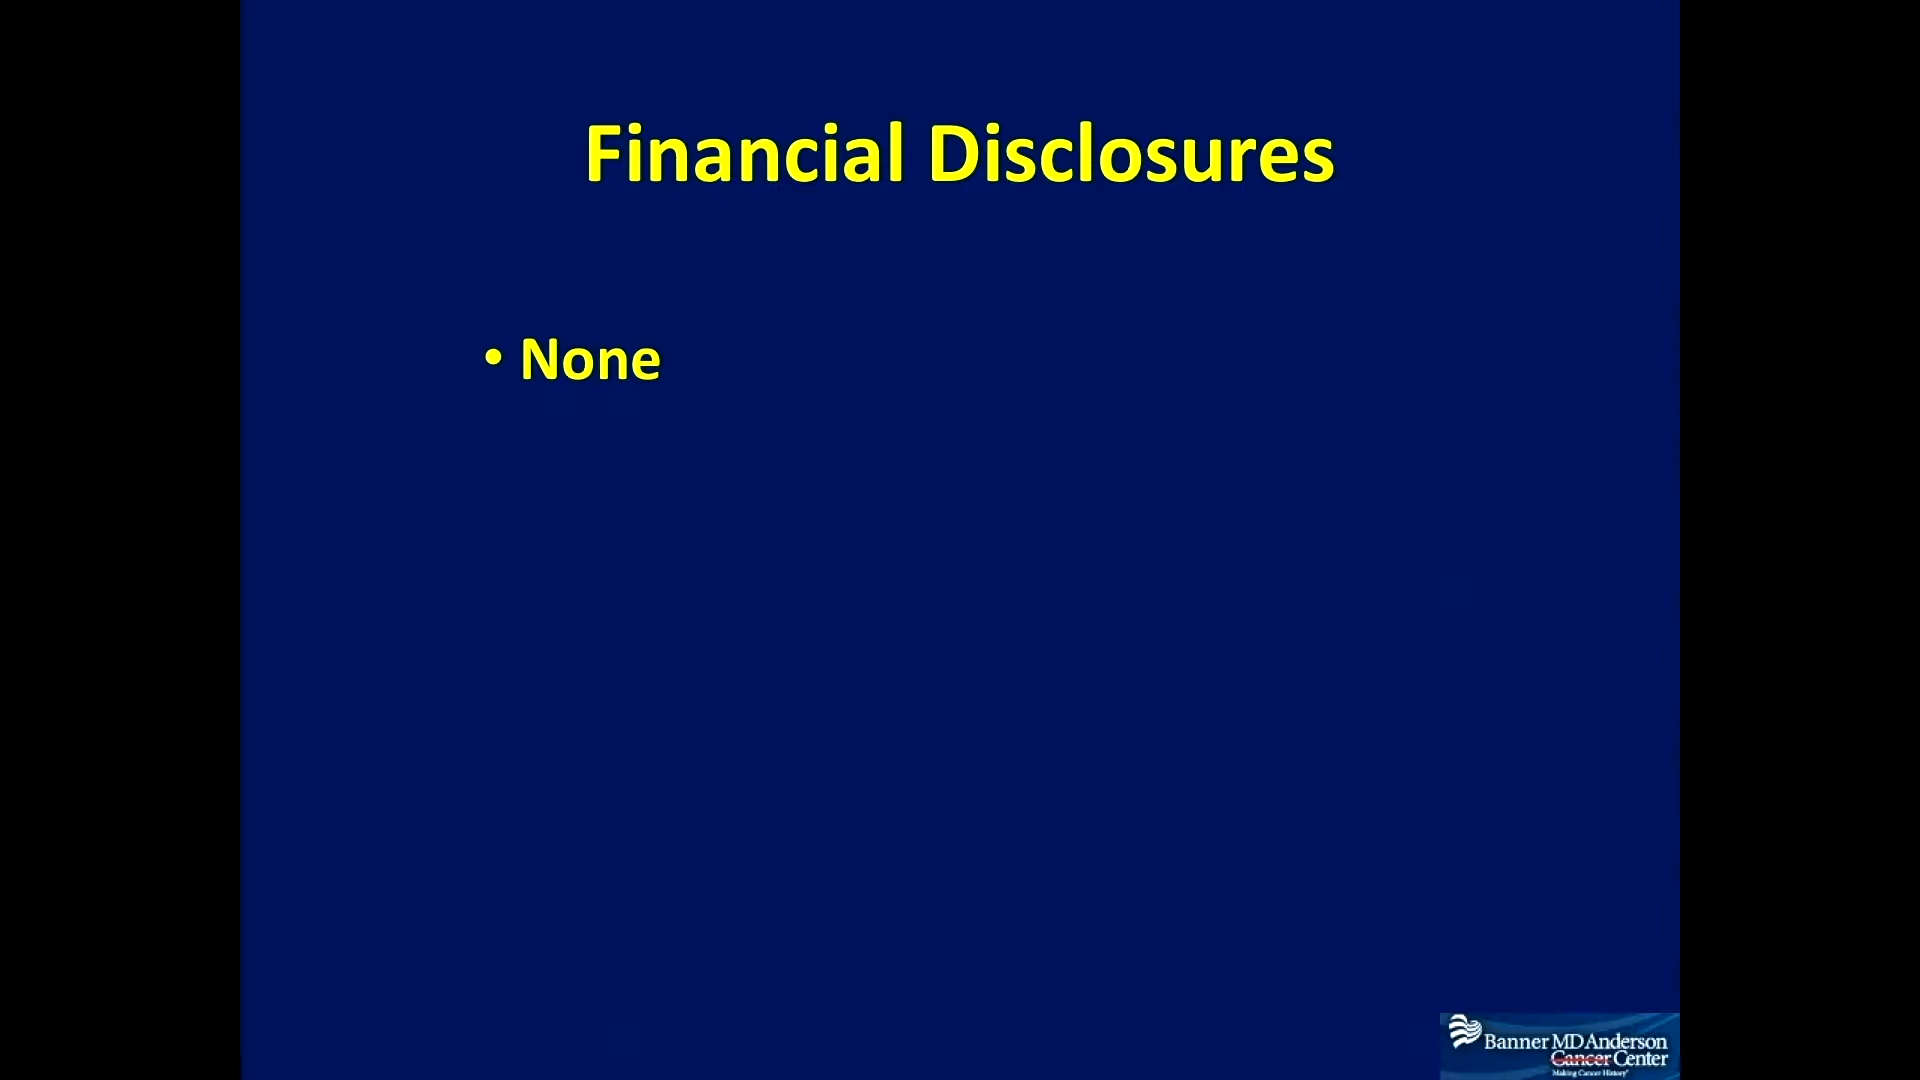 Financial Disclosures
• None
Banner MD Anderson
Cancer Center
Making Cancer History®